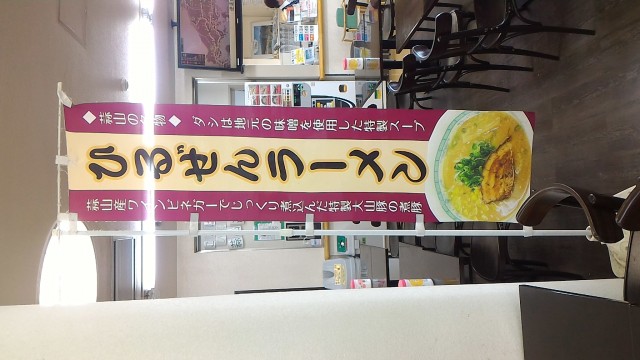 ◆蒜山の名物◆ ダシは地元の味噌を使用した特製スープ
ひるぜんラーメン
蒜山産ワインビネガーでじっくり煮込んだ特製大山豚の煮豚